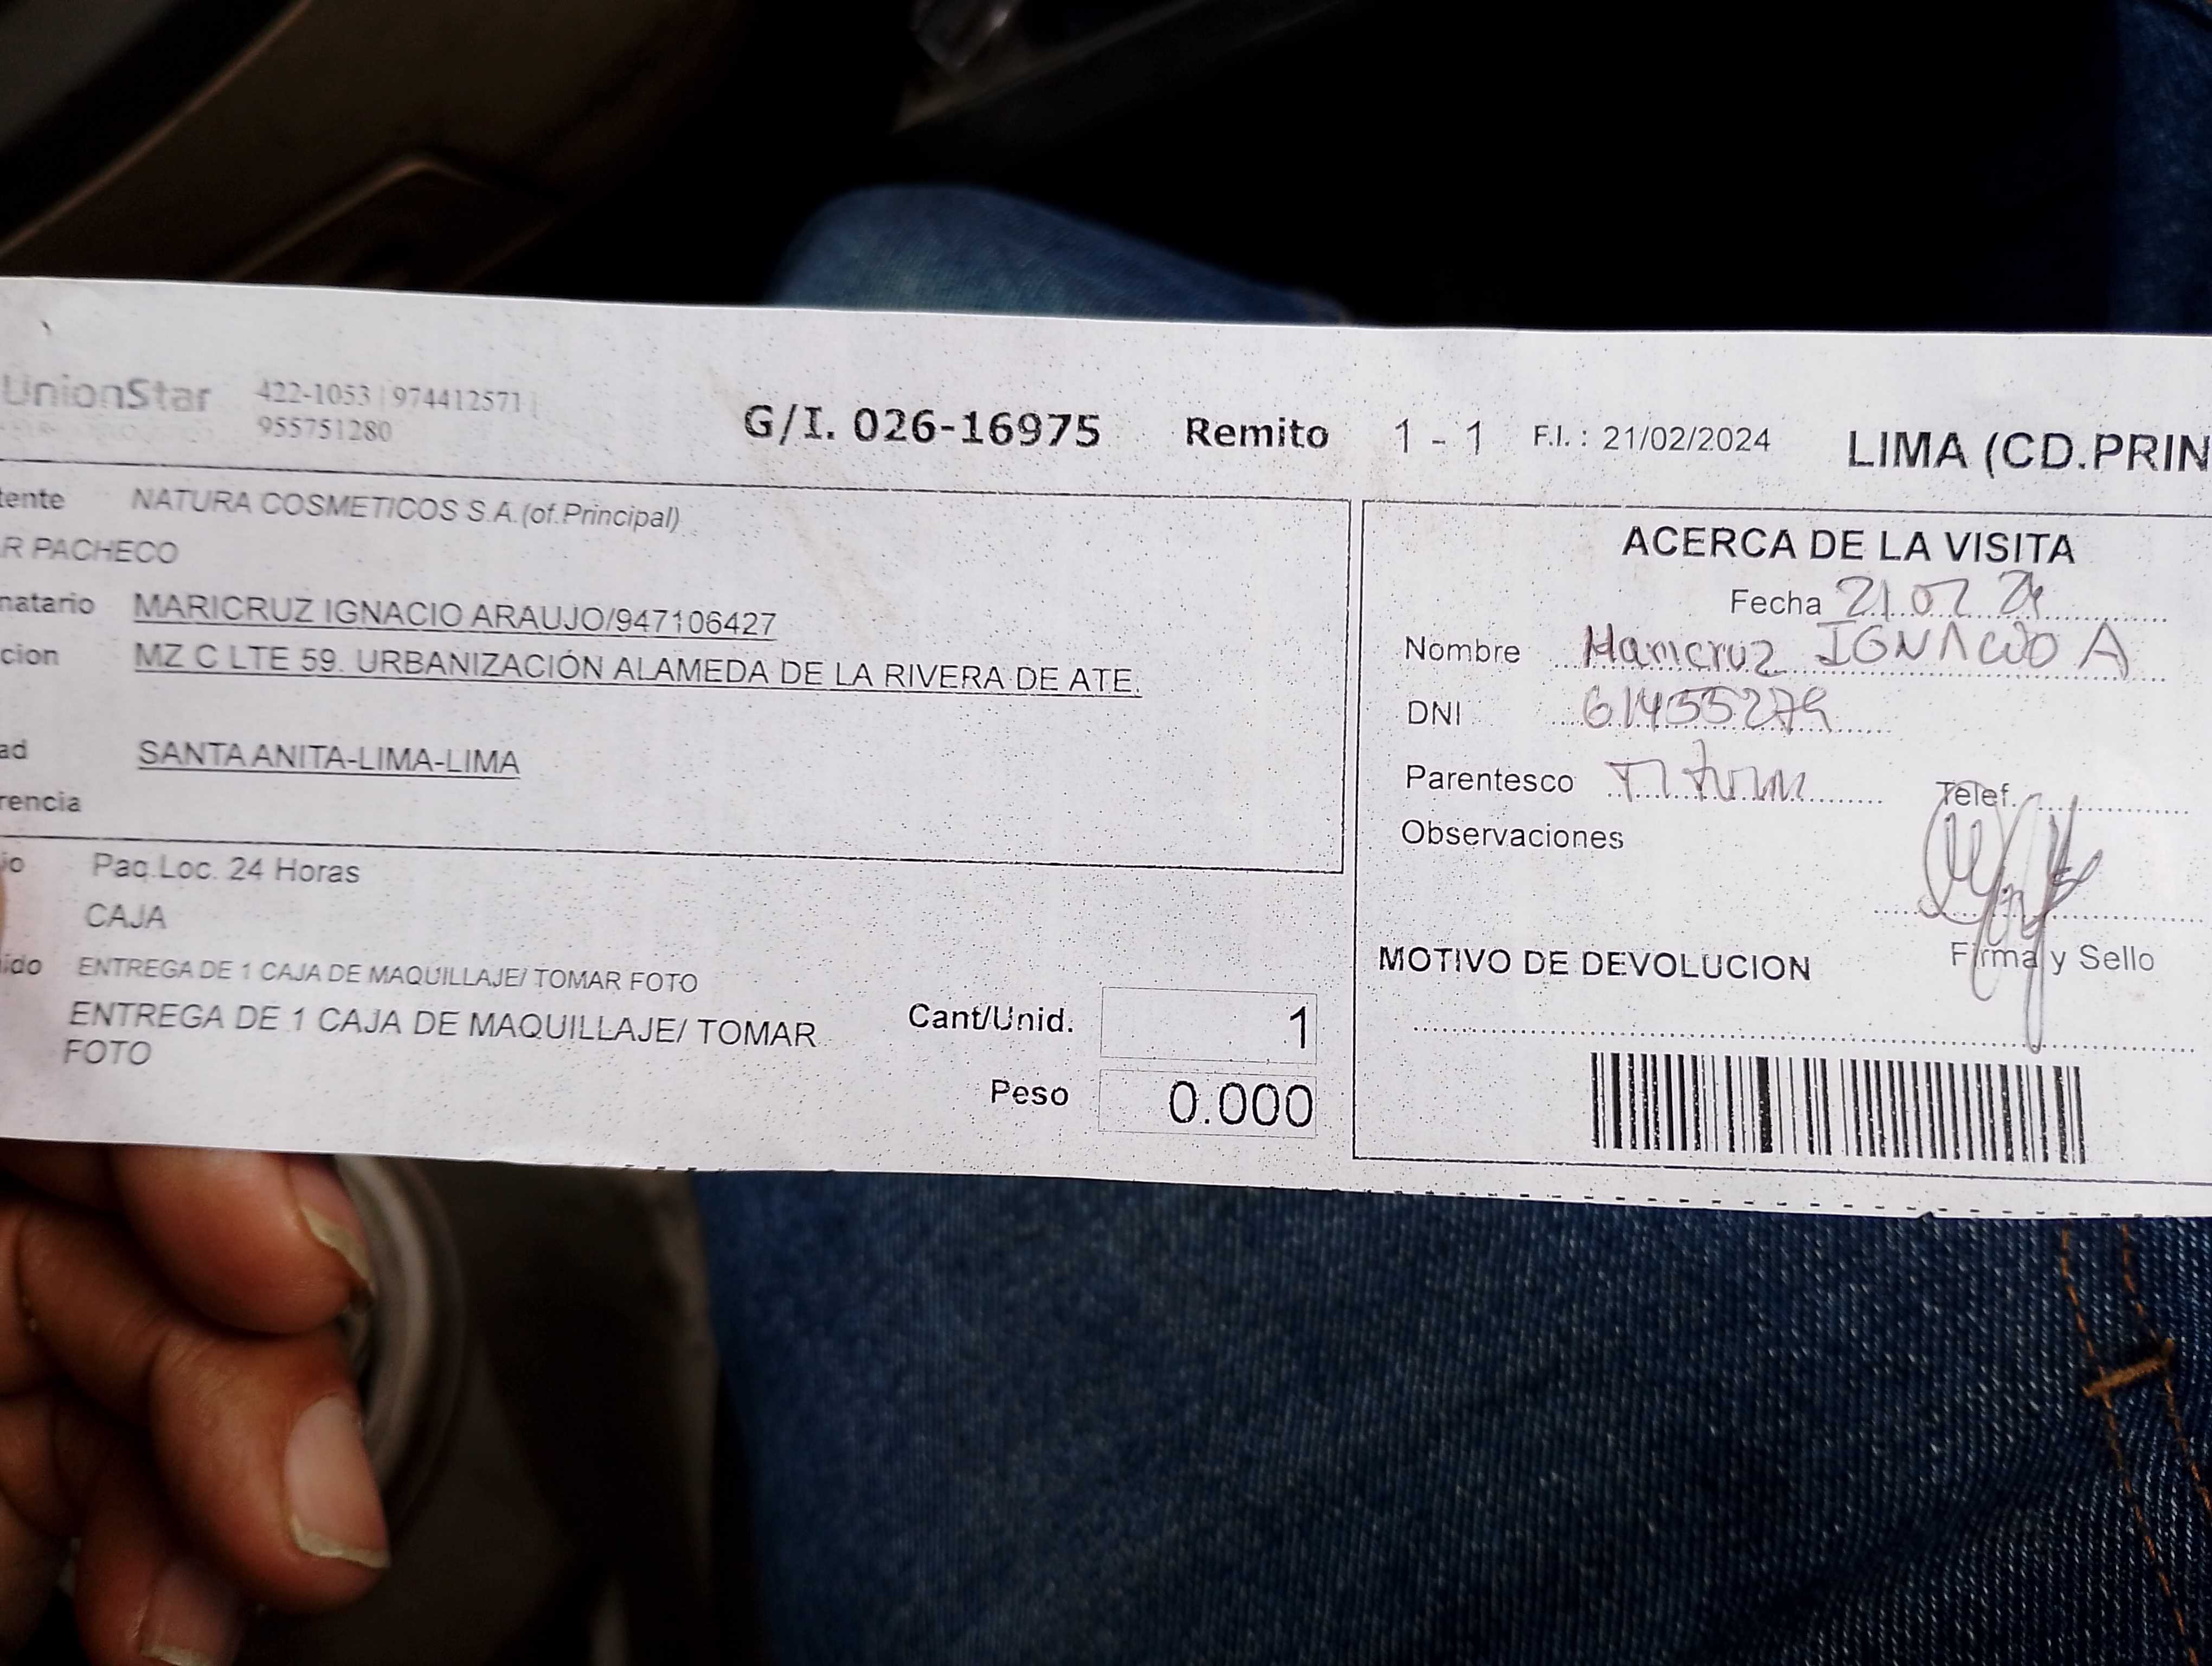 UnionStar 422-1053 | 974412571 |
955751280
G/I. 026-16975 Remito 1 - 1 F.I. : 21/02/2024 LIMA (CD.PRIN
tente NATURA COSMETICOS S.A.(of.Principal)
R PACHECO
natario MARICRUZ IGNACIO ARAUJO/947106427
cion MZ C LTE 59. URBANIZACIÓN ALAMEDA DE LA RIVERA DE ATE.
ad SANTA ANITA-LIMA-LIMA
rencia
io Paq.Loc. 24 Horas
CAJA
ido ENTREGA DE 1 CAJA DE MAQUILLAJE/ TOMAR FOTO
ENTREGA DE 1 CAJA DE MAQUILLAJE/ TOMAR
FOTO
Cant/Unid. 1
Peso 0.000
ACERCA DE LA VISITA
Fecha 21 02 24
Nombre Maricruz IGNACIO A
DNI 61455279
Parentesco Telef.
Observaciones
Firma y Sello
MOTIVO DE DEVOLUCION